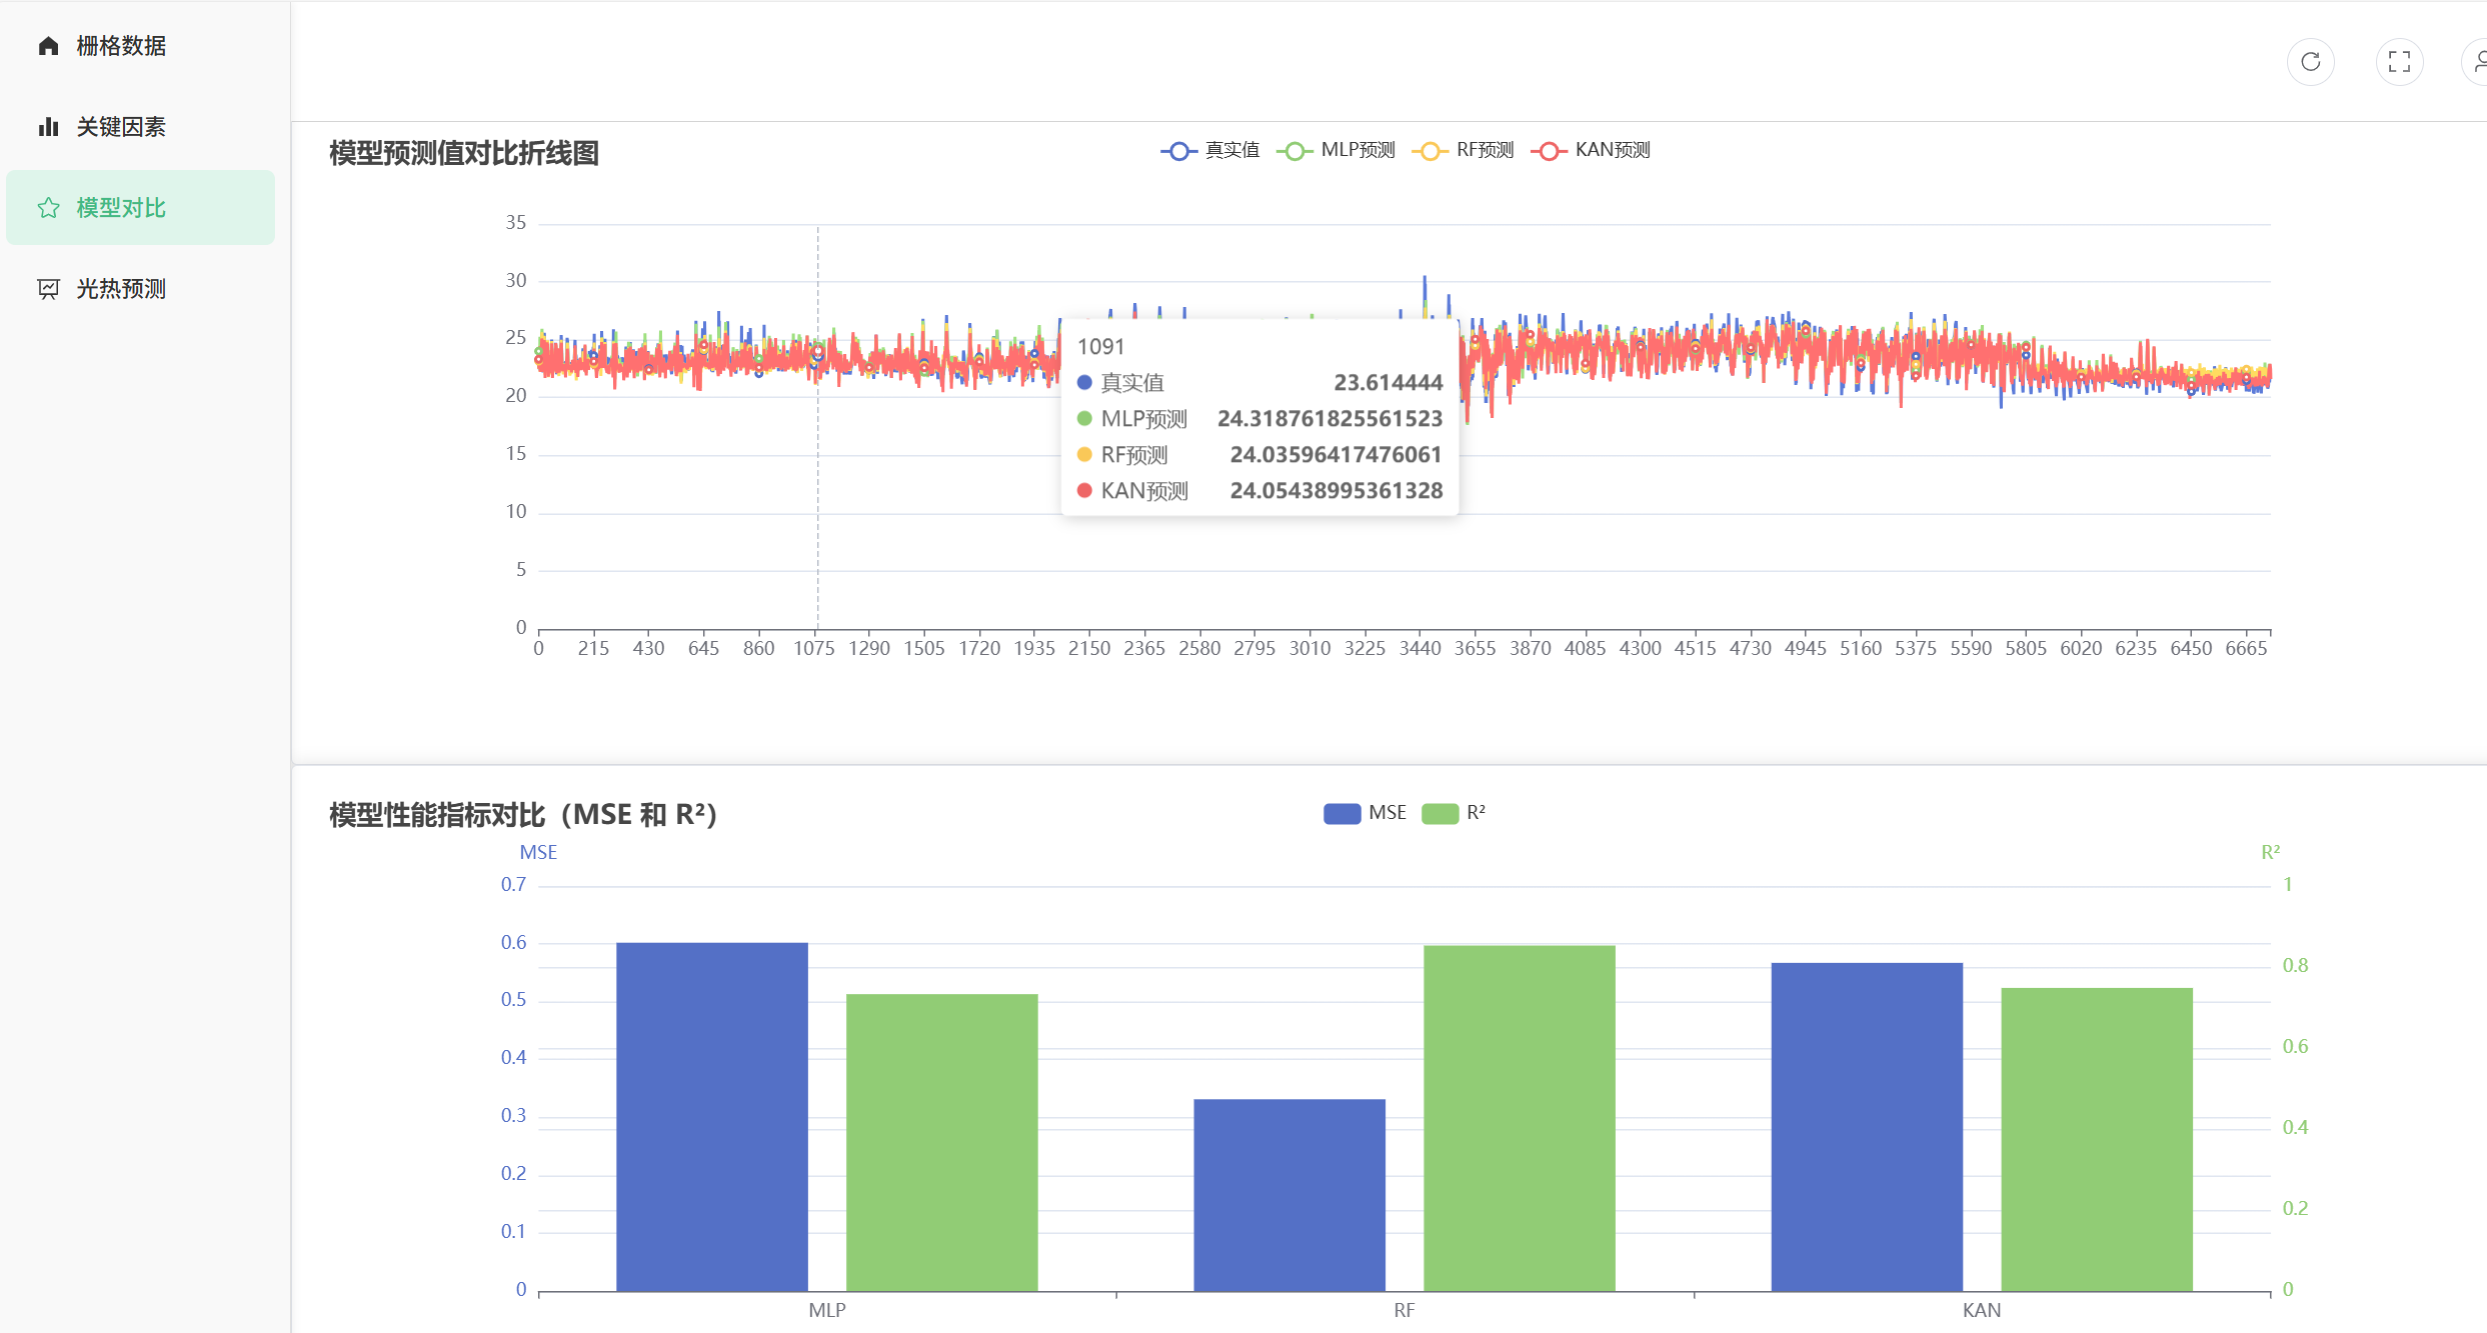 栅格数据
关键因素
模型对比
光热预测
模型预测值对比折线图
真实值 MLP预测 RF预测 KAN预测
35
30
25
20
15
10
5
0
1091
真实值 23.614444
MLP预测 24.318761825561523
RF预测 24.03596417476061
KAN预测 24.05438995361328
0 215 430 645 860 1075 1290 1505 1720 1935 2150 2365 2580 2795 3010 3225 3440 3655 3870 4085 4300 4515 4730 4945 5160 5375 5590 5805 6020 6235 6450 6665
模型性能指标对比（MSE 和 R²）
MSE R²
MSE
R²
0.7
0.6
0.5
0.4
0.3
0.2
0.1
0
1
0.8
0.6
0.4
0.2
0
MLP RF KAN